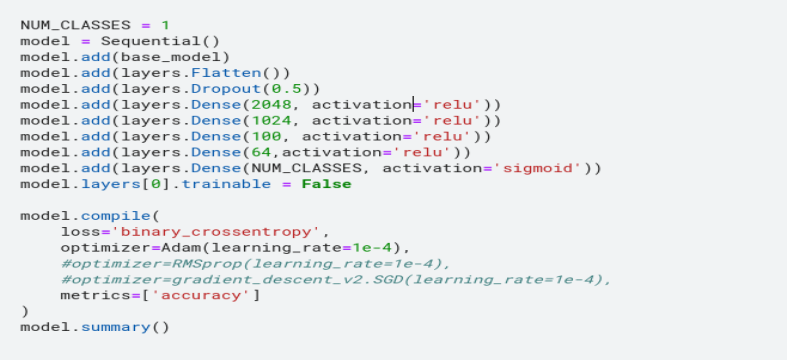 NUM_CLASSES = 1
model = Sequential()
model.add(base_model)
model.add(layers.Flatten())
model.add(layers.Dropout(0.5))
model.add(layers.Dense(2048, activation='relu'))
model.add(layers.Dense(1024, activation='relu'))
model.add(layers.Dense(100, activation='relu'))
model.add(layers.Dense(64,activation='relu'))
model.add(layers.Dense(NUM_CLASSES, activation='sigmoid'))
model.layers[0].trainable = False

model.compile(
    loss='binary_crossentropy',
    optimizer=Adam(learning_rate=1e-4),
    #optimizer=RMSprop(learning_rate=1e-4),
    #optimizer=gradient_descent_v2.SGD(learning_rate=1e-4),
    metrics=['accuracy']
)
model.summary()